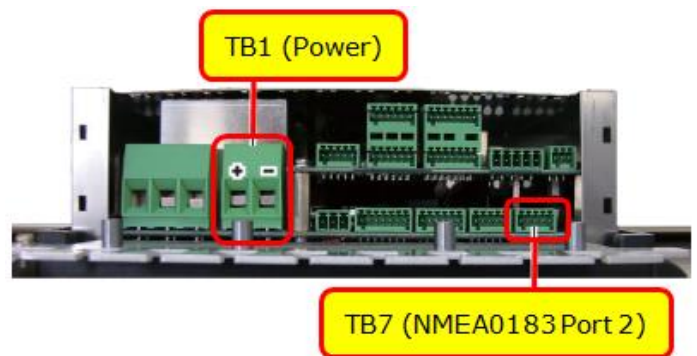 TB1 (Power)
+ -
TB7 (NMEA0183 Port 2)